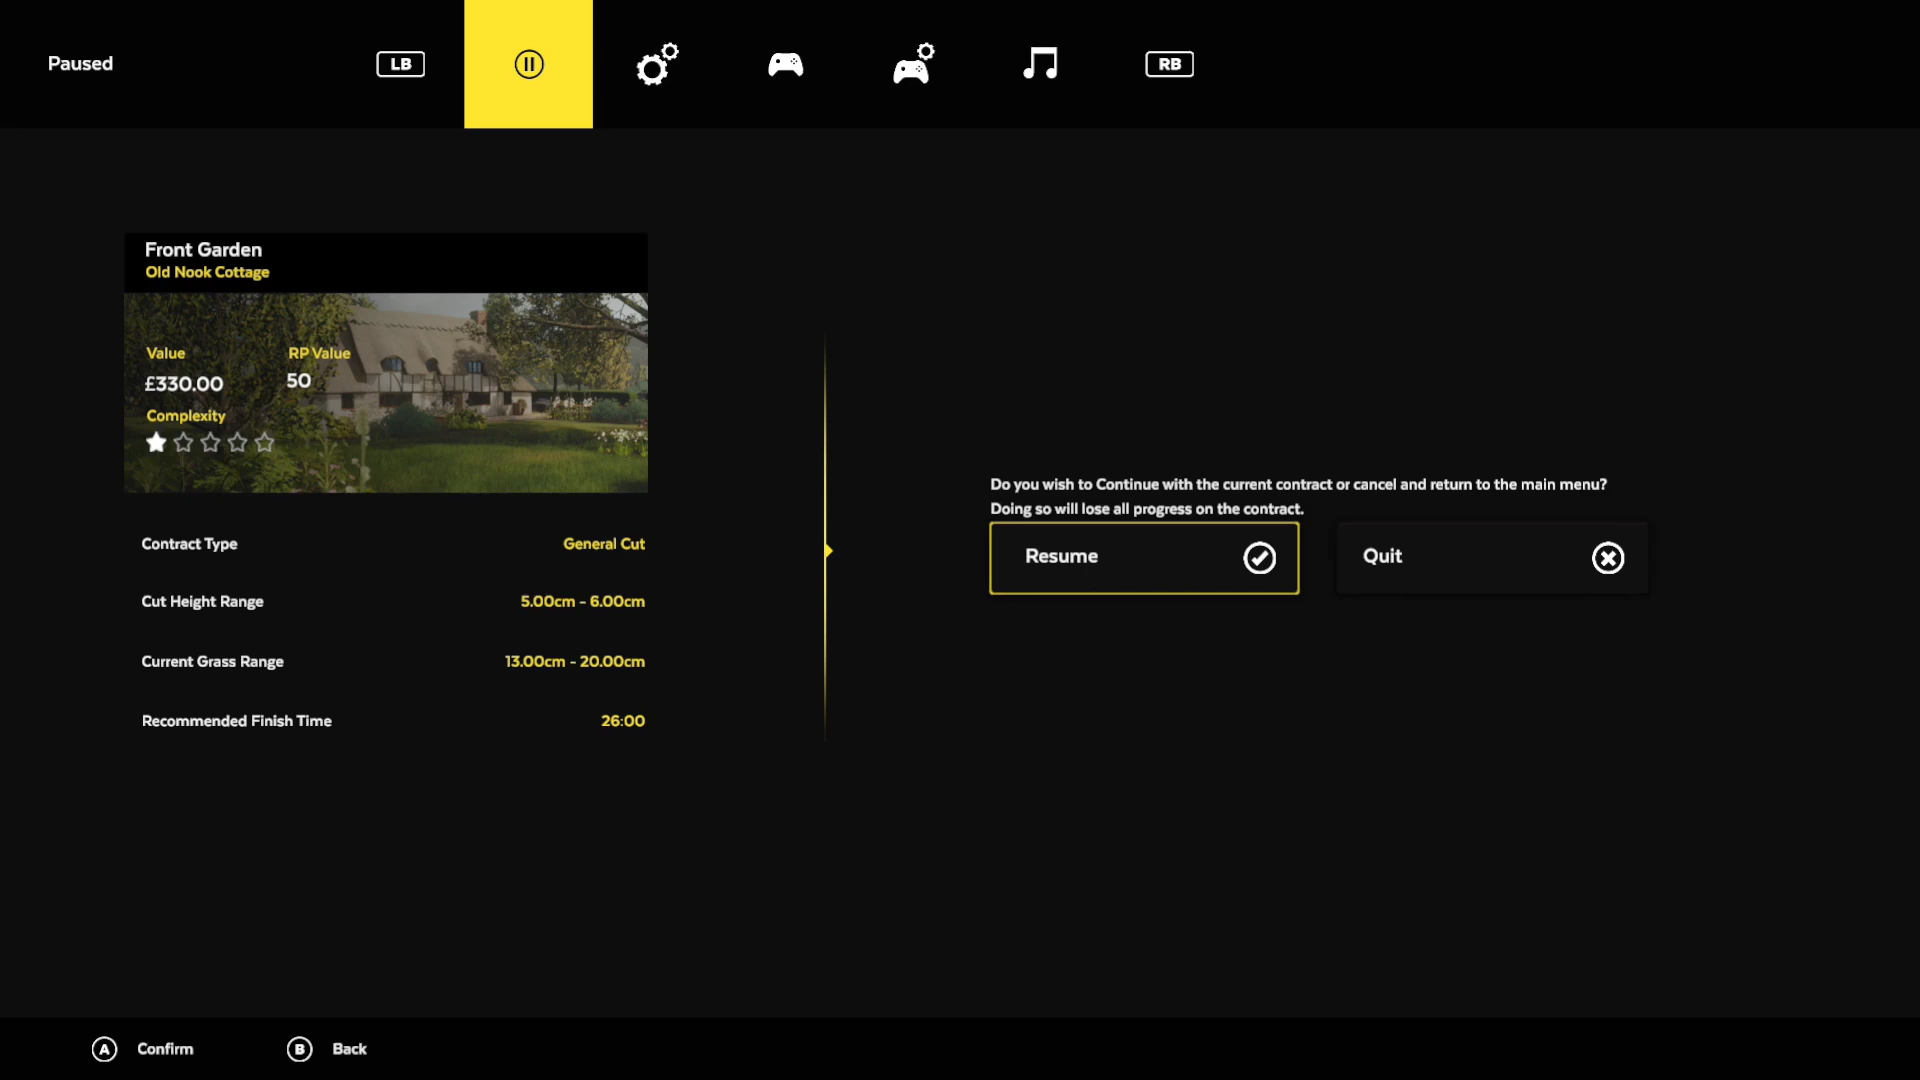 Paused
LB
RB
Front Garden
Old Nook Cottage
Value
RP Value
£330.00
50
Complexity
Contract Type
General Cut
Cut Height Range
5.00cm - 6.00cm
Current Grass Range
13.00cm - 20.00cm
Recommended Finish Time
26:00
Do you wish to Continue with the current contract or cancel and return to the main menu?
Doing so will lose all progress on the contract.
Resume
Quit
A Confirm
B Back